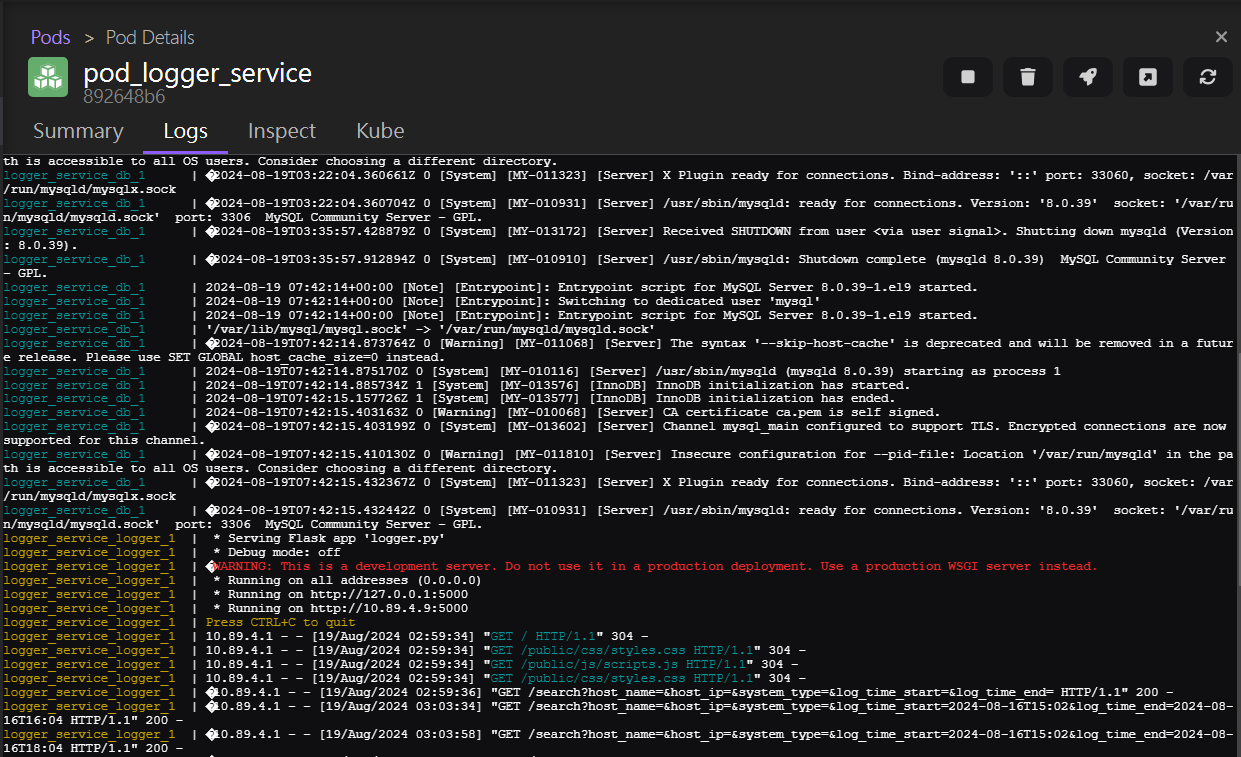 Pods > Pod Details
pod_logger_service
892648b6
Summary Logs Inspect Kube
th is accessible to all OS users. Consider choosing a different directory.
logger_service_db_1 | �2024-08-19T03:22:04.360661Z 0 [System] [MY-011323] [Server] X Plugin ready for connections. Bind-address: '::' port: 33060, socket: /var
/run/mysqld/mysqlx.sock
logger_service_db_1 | �2024-08-19T03:22:04.360704Z 0 [System] [MY-010931] [Server] /usr/sbin/mysqld: ready for connections. Version: '8.0.39' socket: '/var/ru
n/mysqld/mysqld.sock' port: 3306 MySQL Community Server - GPL.
logger_service_db_1 | �2024-08-19T03:35:57.428879Z 0 [System] [MY-013172] [Server] Received SHUTDOWN from user <via user signal>. Shutting down mysqld (Version
: 8.0.39).
logger_service_db_1 | �2024-08-19T03:35:57.912894Z 0 [System] [MY-010910] [Server] /usr/sbin/mysqld: Shutdown complete (mysqld 8.0.39) MySQL Community Server
- GPL.
logger_service_db_1 | 2024-08-19 07:42:14+00:00 [Note] [Entrypoint]: Entrypoint script for MySQL Server 8.0.39-1.el9 started.
logger_service_db_1 | 2024-08-19 07:42:14+00:00 [Note] [Entrypoint]: Switching to dedicated user 'mysql'
logger_service_db_1 | 2024-08-19 07:42:14+00:00 [Note] [Entrypoint]: Entrypoint script for MySQL Server 8.0.39-1.el9 started.
logger_service_db_1 | '/var/lib/mysql/mysql.sock' -> '/var/run/mysqld/mysqld.sock'
logger_service_db_1 | �2024-08-19T07:42:14.873764Z 0 [Warning] [MY-011068] [Server] The syntax '--skip-host-cache' is deprecated and will be removed in a futur
e release. Please use SET GLOBAL host_cache_size=0 instead.
logger_service_db_1 | 2024-08-19T07:42:14.875170Z 0 [System] [MY-010116] [Server] /usr/sbin/mysqld (mysqld 8.0.39) starting as process 1
logger_service_db_1 | 2024-08-19T07:42:14.885734Z 1 [System] [MY-013576] [InnoDB] InnoDB initialization has started.
logger_service_db_1 | 2024-08-19T07:42:15.157726Z 1 [System] [MY-013577] [InnoDB] InnoDB initialization has ended.
logger_service_db_1 | 2024-08-19T07:42:15.403163Z 0 [Warning] [MY-010068] [Server] CA certificate ca.pem is self signed.
logger_service_db_1 | �2024-08-19T07:42:15.403199Z 0 [System] [MY-013602] [Server] Channel mysql_main configured to support TLS. Encrypted connections are now
supported for this channel.
logger_service_db_1 | �2024-08-19T07:42:15.410130Z 0 [Warning] [MY-011810] [Server] Insecure configuration for --pid-file: Location '/var/run/mysqld' in the pa
th is accessible to all OS users. Consider choosing a different directory.
logger_service_db_1 | �2024-08-19T07:42:15.432367Z 0 [System] [MY-011323] [Server] X Plugin ready for connections. Bind-address: '::' port: 33060, socket: /var
/run/mysqld/mysqlx.sock
logger_service_db_1 | �2024-08-19T07:42:15.432442Z 0 [System] [MY-010931] [Server] /usr/sbin/mysqld: ready for connections. Version: '8.0.39' socket: '/var/ru
n/mysqld/mysqld.sock' port: 3306 MySQL Community Server - GPL.
logger_service_logger_1 | * Serving Flask app 'logger.py'
logger_service_logger_1 | * Debug mode: off
logger_service_logger_1 | �WARNING: This is a development server. Do not use it in a production deployment. Use a production WSGI server instead.
logger_service_logger_1 | * Running on all addresses (0.0.0.0)
logger_service_logger_1 | * Running on http://127.0.0.1:5000
logger_service_logger_1 | * Running on http://10.89.4.9:5000
logger_service_logger_1 | Press CTRL+C to quit
logger_service_logger_1 | 10.89.4.1 - - [19/Aug/2024 02:59:34] "GET / HTTP/1.1" 304 -
logger_service_logger_1 | 10.89.4.1 - - [19/Aug/2024 02:59:34] "GET /public/css/styles.css HTTP/1.1" 304 -
logger_service_logger_1 | 10.89.4.1 - - [19/Aug/2024 02:59:34] "GET /public/js/scripts.js HTTP/1.1" 304 -
logger_service_logger_1 | 10.89.4.1 - - [19/Aug/2024 02:59:34] "GET /public/css/styles.css HTTP/1.1" 304 -
logger_service_logger_1 | �10.89.4.1 - - [19/Aug/2024 02:59:36] "GET /search?host_name=&host_ip=&system_type=&log_time_start=&log_time_end= HTTP/1.1" 200 -
logger_service_logger_1 | �10.89.4.1 - - [19/Aug/2024 03:03:34] "GET /search?host_name=&host_ip=&system_type=&log_time_start=2024-08-16T15:02&log_time_end=2024-08-
16T16:04 HTTP/1.1" 200 -
logger_service_logger_1 | �10.89.4.1 - - [19/Aug/2024 03:03:58] "GET /search?host_name=&host_ip=&system_type=&log_time_start=2024-08-16T15:02&log_time_end=2024-08-
16T18:04 HTTP/1.1" 200 -